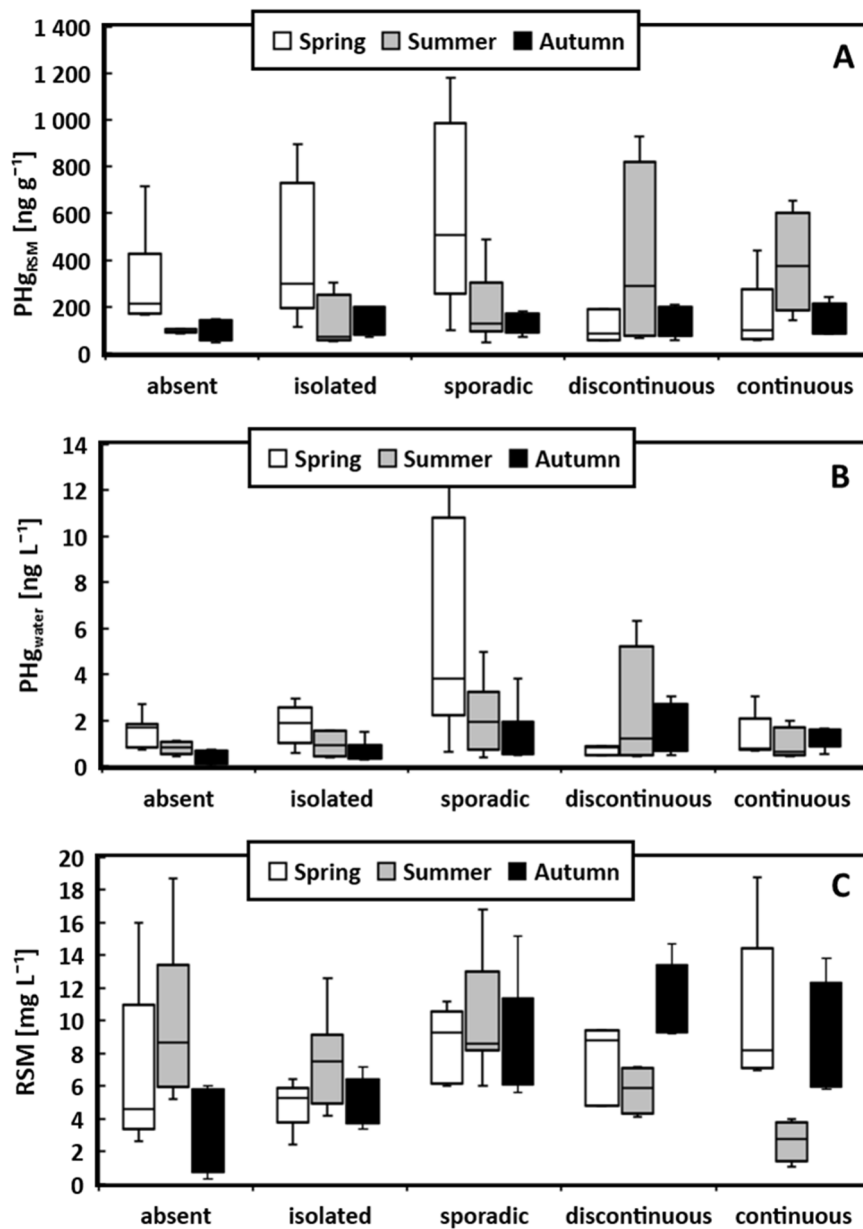 1 400
Spring Summer Autumn
A
1 200
1 000
800
600
400
200
0
PHgRSM [ng g⁻¹]
absent isolated sporadic discontinuous continuous
14
Spring Summer Autumn
B
12
10
8
6
4
2
0
PHgwater [ng L⁻¹]
absent isolated sporadic discontinuous continuous
20
Spring Summer Autumn
C
18
16
14
12
10
8
6
4
2
0
RSM [mg L⁻¹]
absent isolated sporadic discontinuous continuous